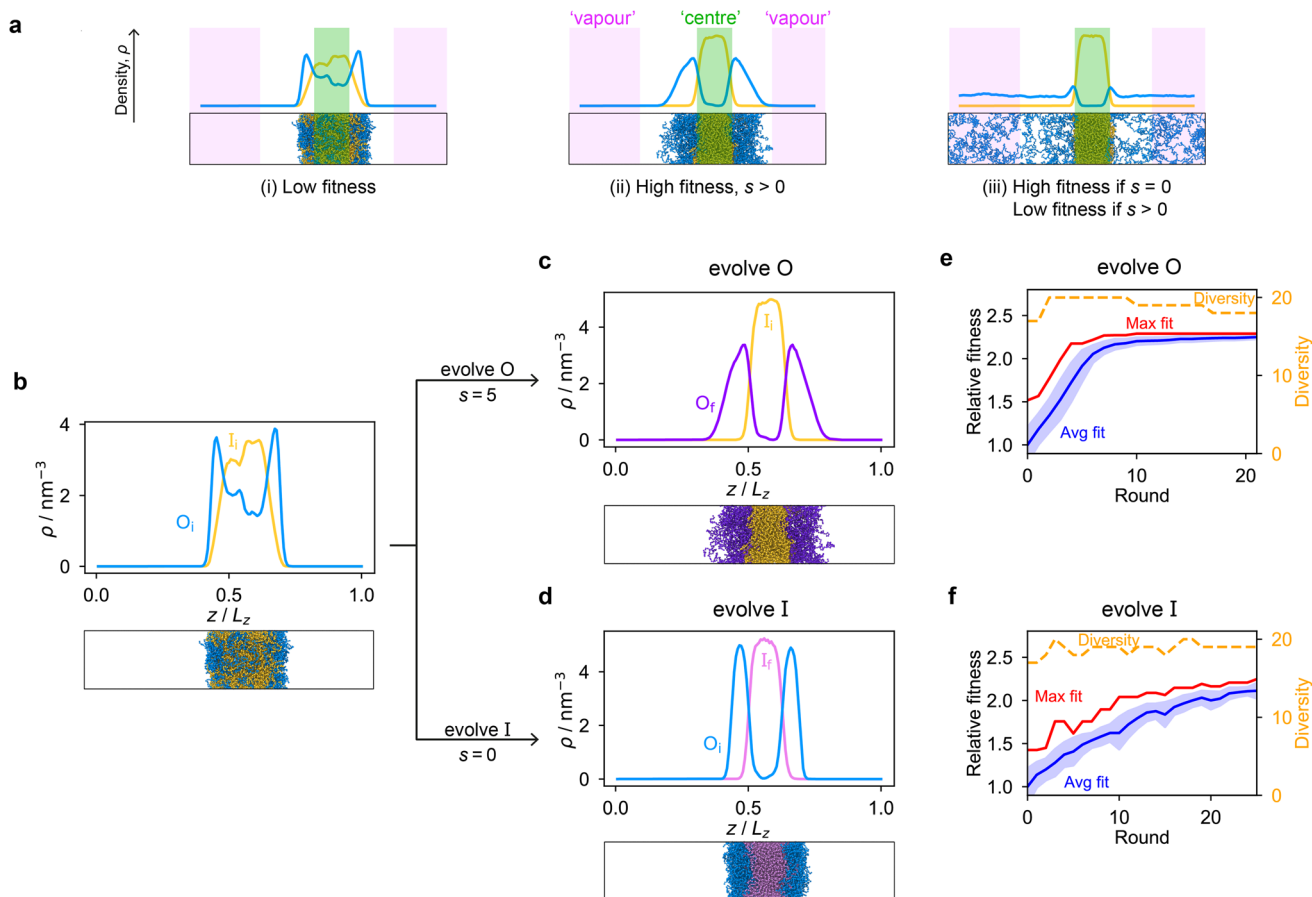 a
Density, ρ
‘vapour’ ‘centre’ ‘vapour’
(i) Low fitness
(ii) High fitness, s > 0
(iii) High fitness if s = 0
Low fitness if s > 0
b
ρ / nm−3
4
2
0
Ii
Oi
0.0 0.5 1.0
z / Lz
evolve O
s = 5
evolve I
s = 0
c
evolve O
ρ / nm−3
4
2
0
Ii
Of
0.0 0.5 1.0
z / Lz
d
evolve I
ρ / nm−3
4
2
0
If
Oi
0.0 0.5 1.0
z / Lz
e
evolve O
Relative fitness
2.5
2.0
1.5
1.0
Diversity
Max fit
Avg fit
20
10
0
Diversity
0 10 20
Round
f
evolve I
Relative fitness
2.5
2.0
1.5
1.0
Diversity
Max fit
Avg fit
20
10
0
Diversity
0 10 20
Round